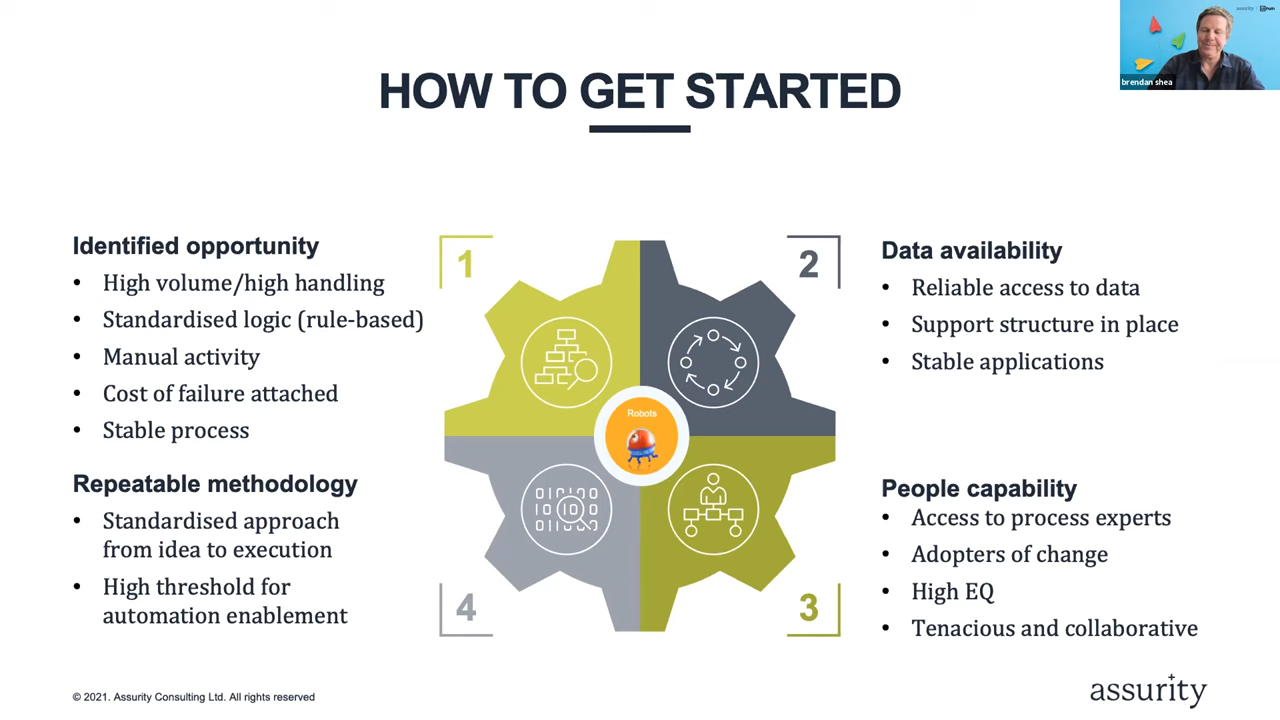 HOW TO GET STARTED
brendan shea
assurity
Identified opportunity
• High volume/high handling
• Standardised logic (rule-based)
• Manual activity
• Cost of failure attached
• Stable process
1
2
Data availability
• Reliable access to data
• Support structure in place
• Stable applications
Robots
Repeatable methodology
• Standardised approach
from idea to execution
• High threshold for
automation enablement
4
3
People capability
• Access to process experts
• Adopters of change
• High EQ
• Tenacious and collaborative
© 2021. Assurity Consulting Ltd. All rights reserved
assurity